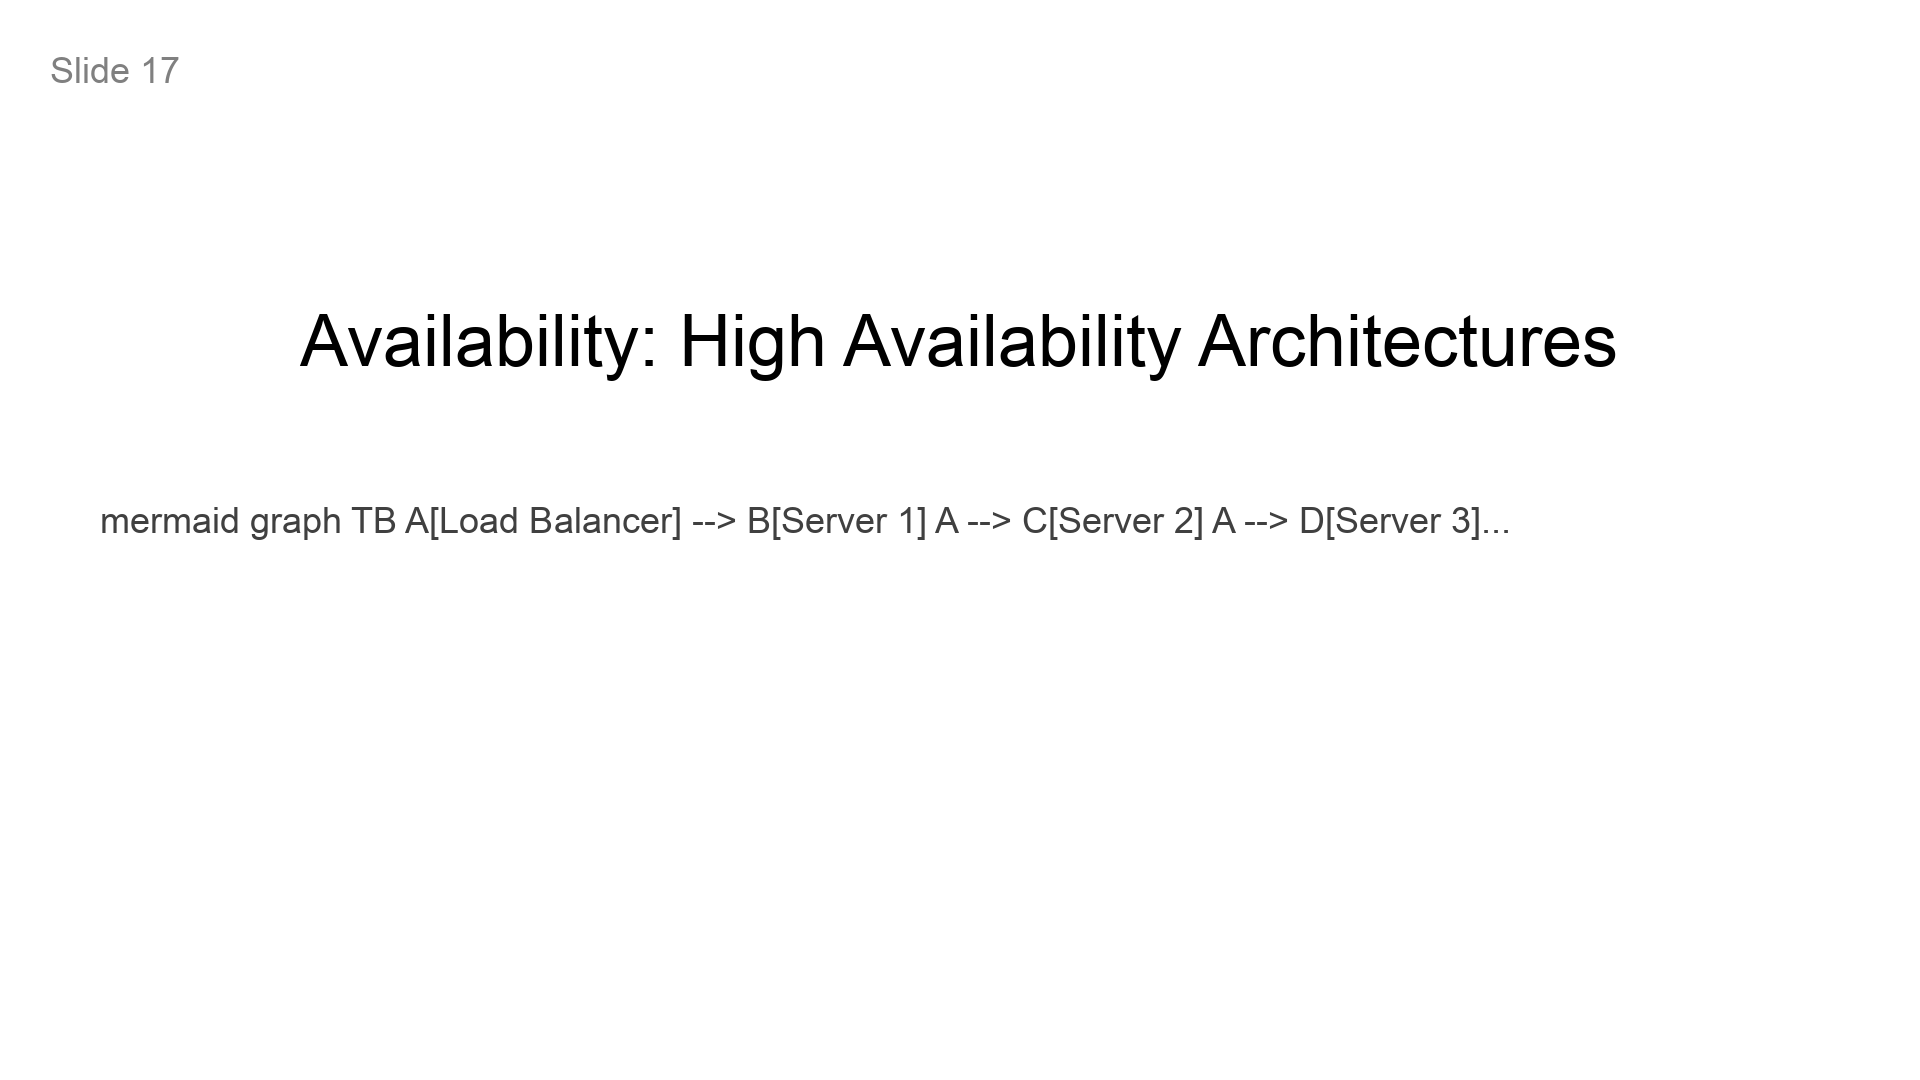 Slide 17
Availability: High Availability Architectures
mermaid graph TB A[Load Balancer] --> B[Server 1] A --> C[Server 2] A --> D[Server 3]...